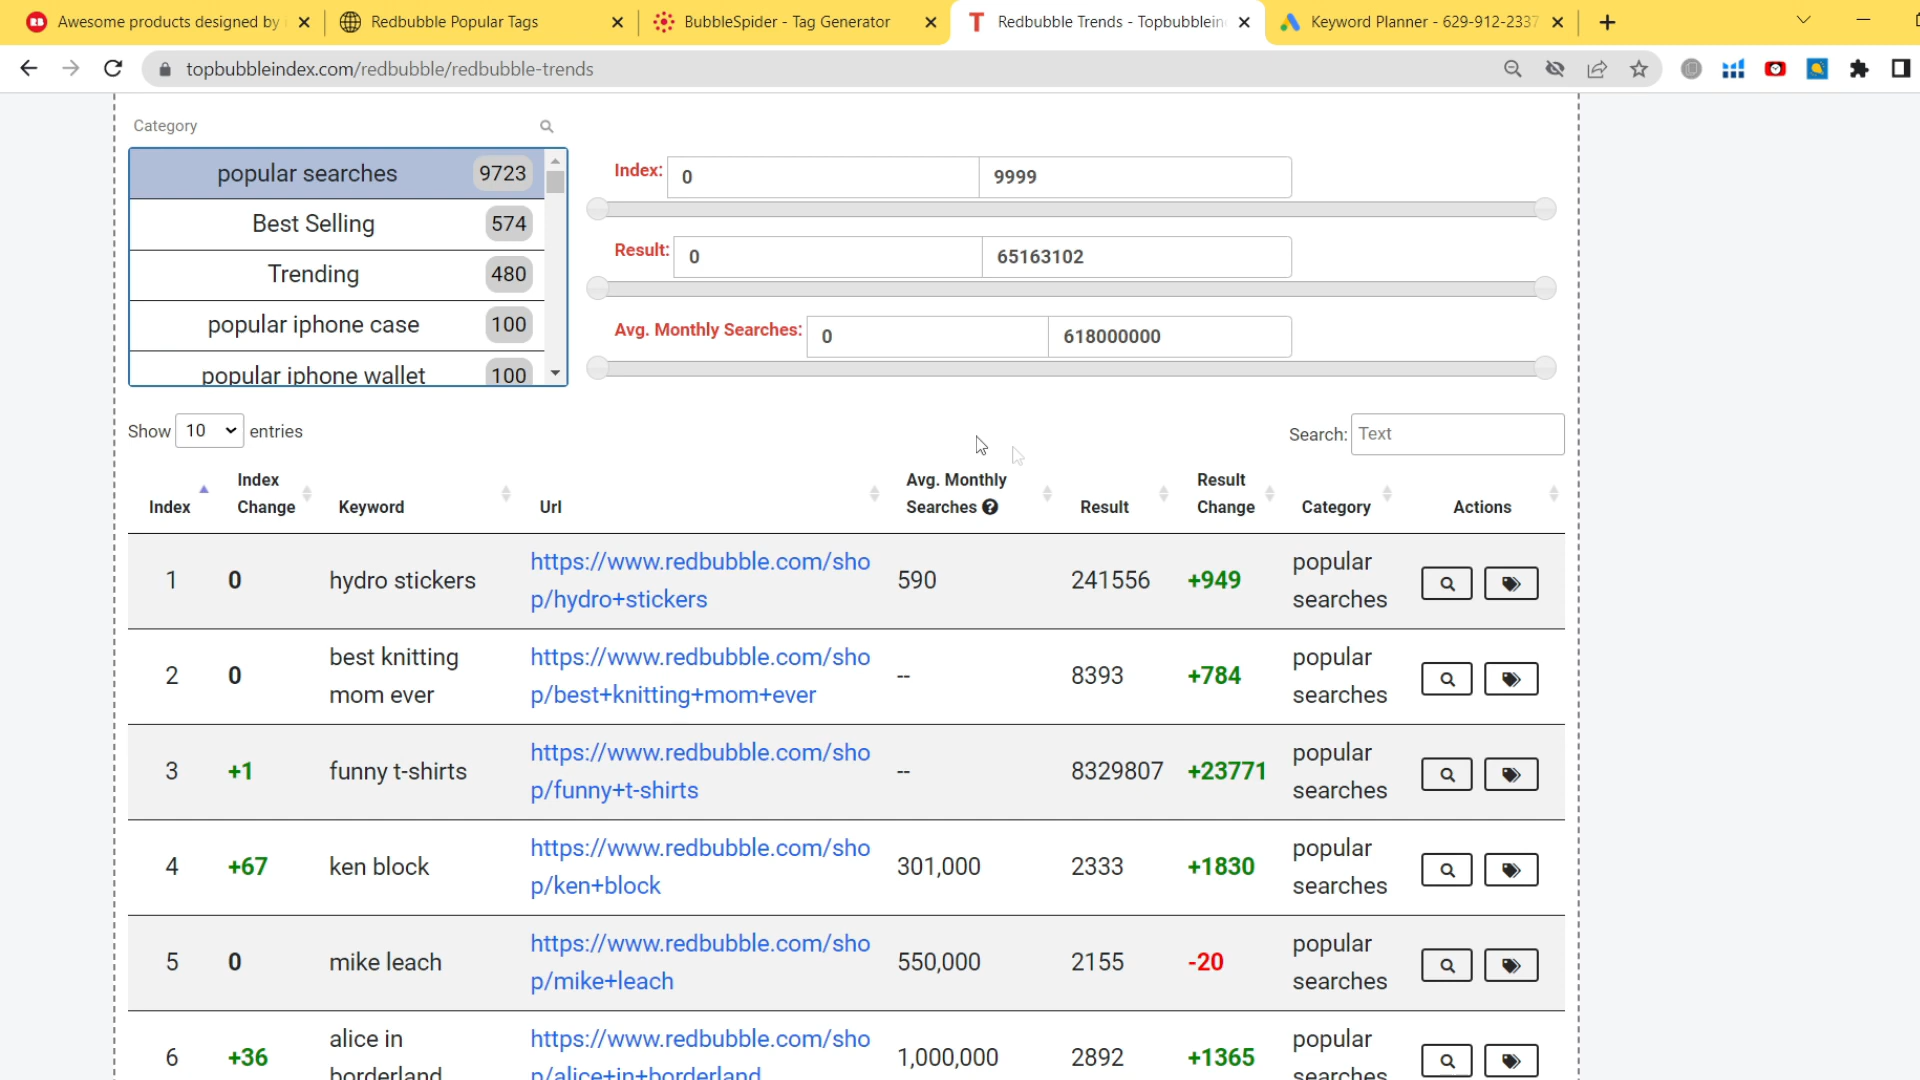 Awesome products designed by
Redbubble Popular Tags
BubbleSpider - Tag Generator
Redbubble Trends - Topbubblein
Keyword Planner - 629-912-2337
topbubbleindex.com/redbubble/redbubble-trends
Category
popular searches 9723
Best Selling 574
Trending 480
popular iphone case 100
popular iphone wallet 100
Index: 0 9999
Result: 0 65163102
Avg. Monthly Searches: 0 618000000
Show 10 entries
Search: Text
Index
Index
Change
Keyword
Url
Avg. Monthly
Searches
Result
Result
Change
Category
Actions
1 0 hydro stickers
https://www.redbubble.com/sho
p/hydro+stickers
590 241556 +949
popular
searches
2 0
best knitting
mom ever
https://www.redbubble.com/sho
p/best+knitting+mom+ever
-- 8393 +784
popular
searches
3 +1 funny t-shirts
https://www.redbubble.com/sho
p/funny+t-shirts
-- 8329807 +23771
popular
searches
4 +67 ken block
https://www.redbubble.com/sho
p/ken+block
301,000 2333 +1830
popular
searches
5 0 mike leach
https://www.redbubble.com/sho
p/mike+leach
550,000 2155 -20
popular
searches
6 +36
alice in
borderland
https://www.redbubble.com/sho
p/alice+in+borderland
1,000,000 2892 +1365
popular
searches